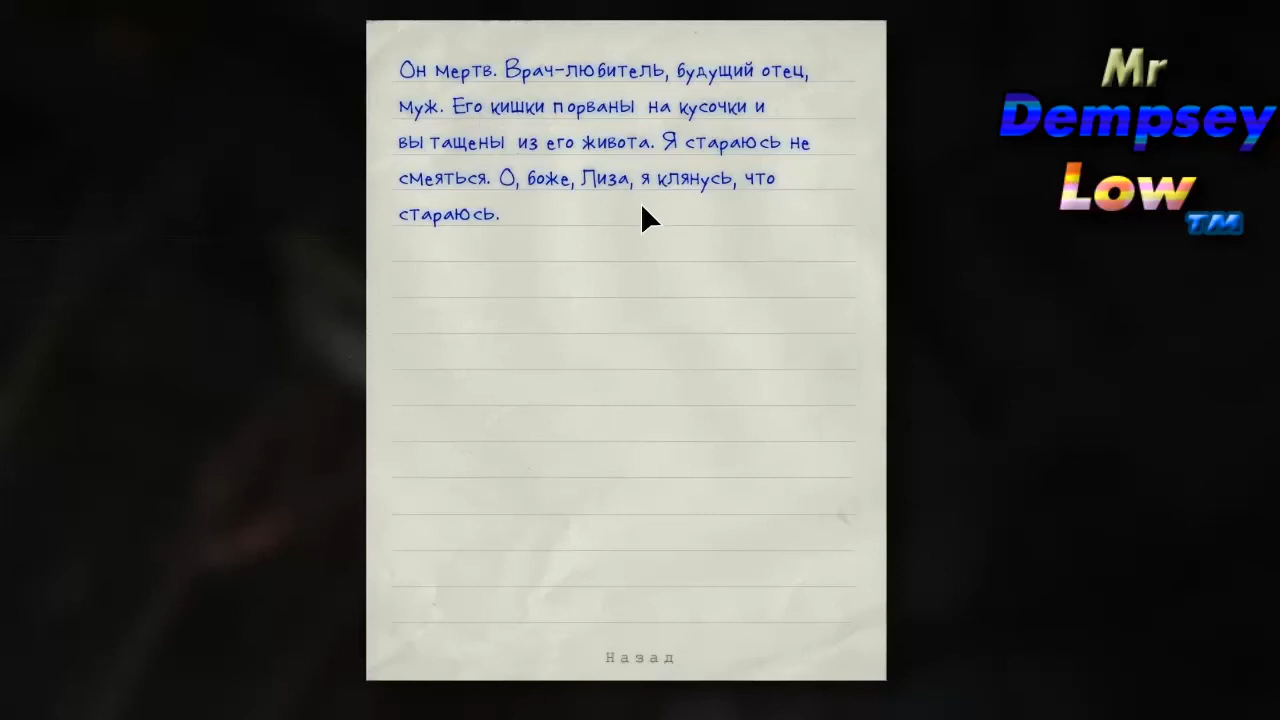 Он мертв. Врач-любитель, будущий отец,
муж. Его кишки порваны на кусочки и
вытащены из его живота. Я стараюсь не
смеяться. О, боже, Лиза, я клянусь, что
стараюсь.
Назад
Mr
Dempsey
Low
TM